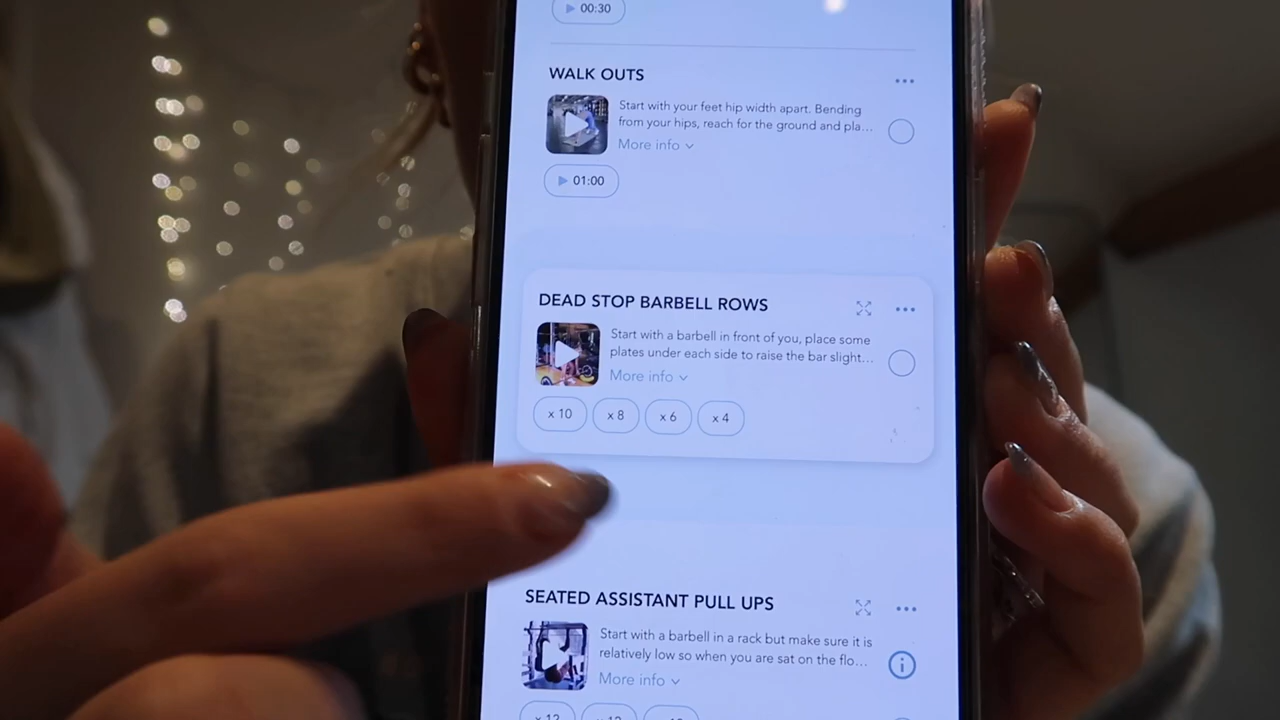 00:30
WALK OUTS
Start with your feet hip width apart. Bending
from your hips, reach for the ground and pla...
More info
01:00
DEAD STOP BARBELL ROWS
Start with a barbell in front of you, place some
plates under each side to raise the bar slight...
More info
x 10 x 8 x 6 x 4
SEATED ASSISTANT PULL UPS
Start with a barbell in a rack but make sure it is
relatively low so when you are sat on the flo...
More info